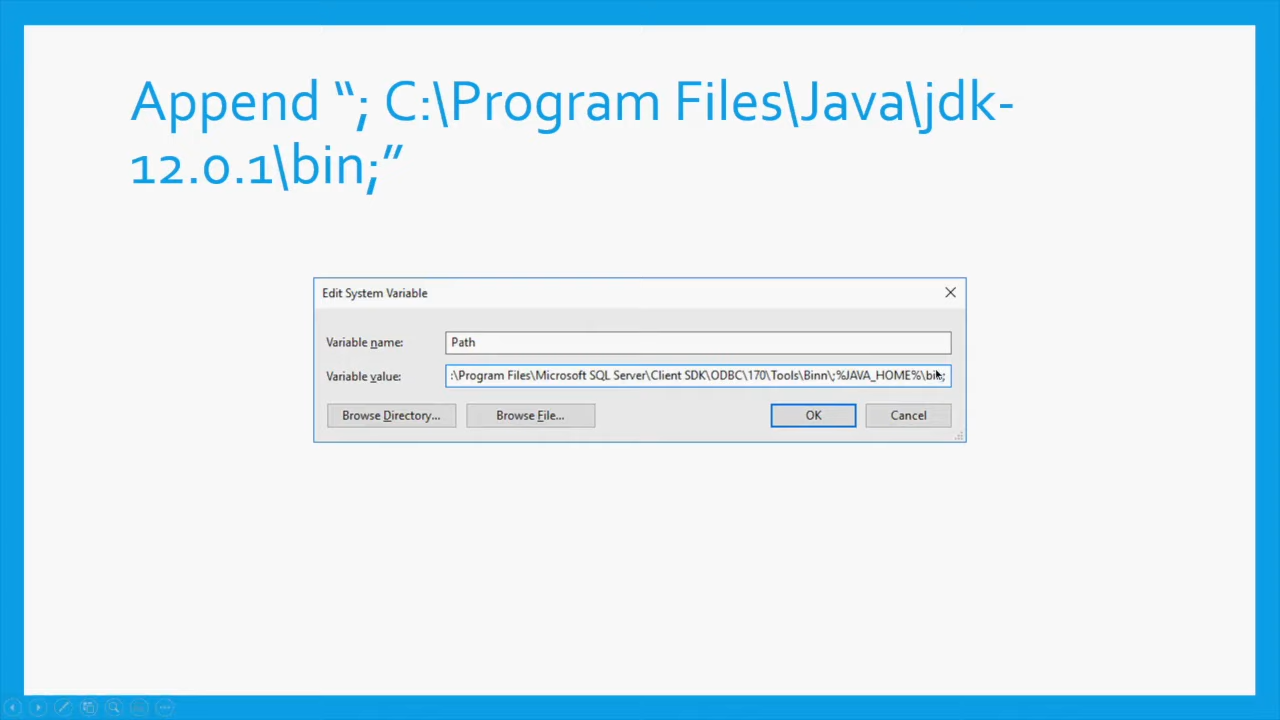 Append “; C:\Program Files\Java\jdk-
12.0.1\bin;”
Edit System Variable
Variable name:
Path
Variable value:
:\Program Files\Microsoft SQL Server\Client SDK\ODBC\170\Tools\Binn\;%JAVA_HOME%\bin;
Browse Directory...
Browse File...
OK
Cancel